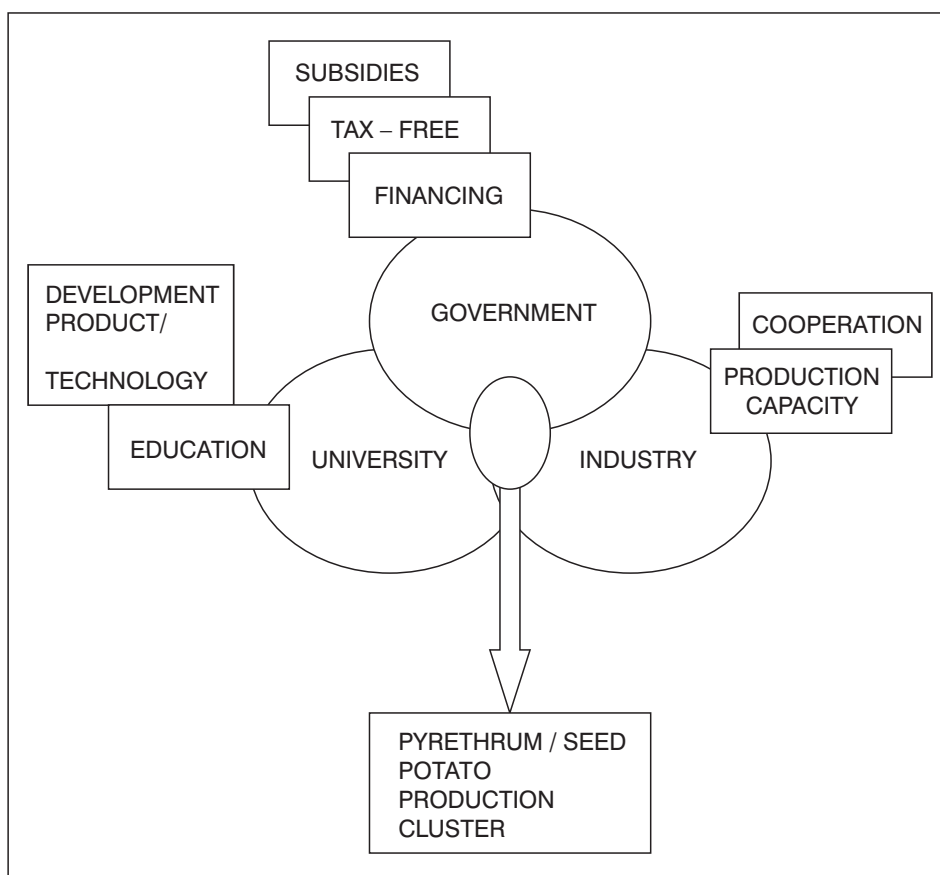 SUBSIDIES
TAX – FREE
FINANCING
GOVERNMENT
DEVELOPMENT
PRODUCT/
TECHNOLOGY
EDUCATION
UNIVERSITY
INDUSTRY
COOPERATION
PRODUCTION
CAPACITY
PYRETHRUM / SEED
POTATO
PRODUCTION
CLUSTER